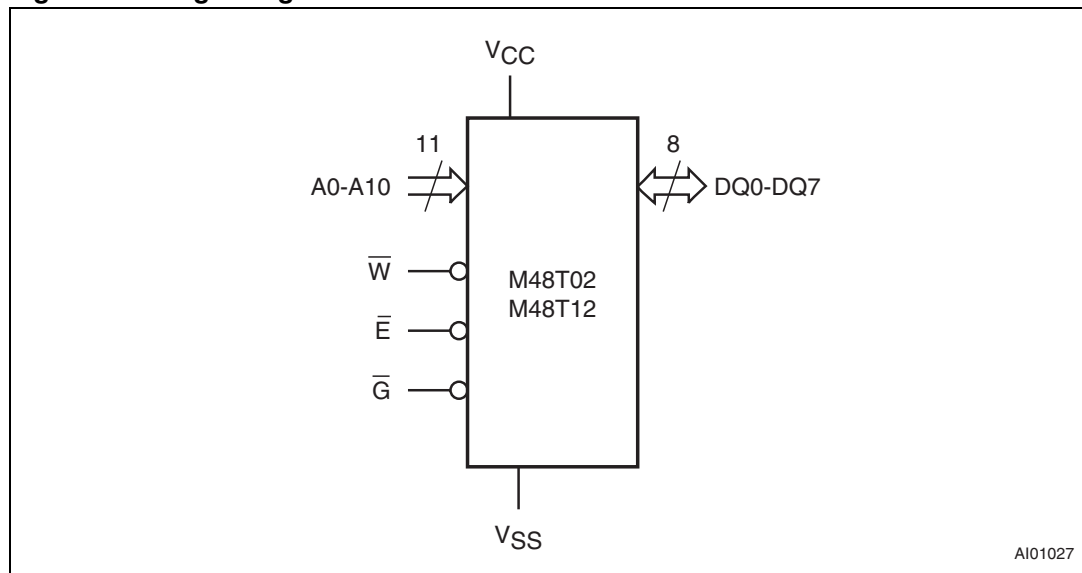 VCC
11
8
A0-A10
DQ0-DQ7
W̅
M48T02
M48T12
E̅
G̅
VSS
AI01027